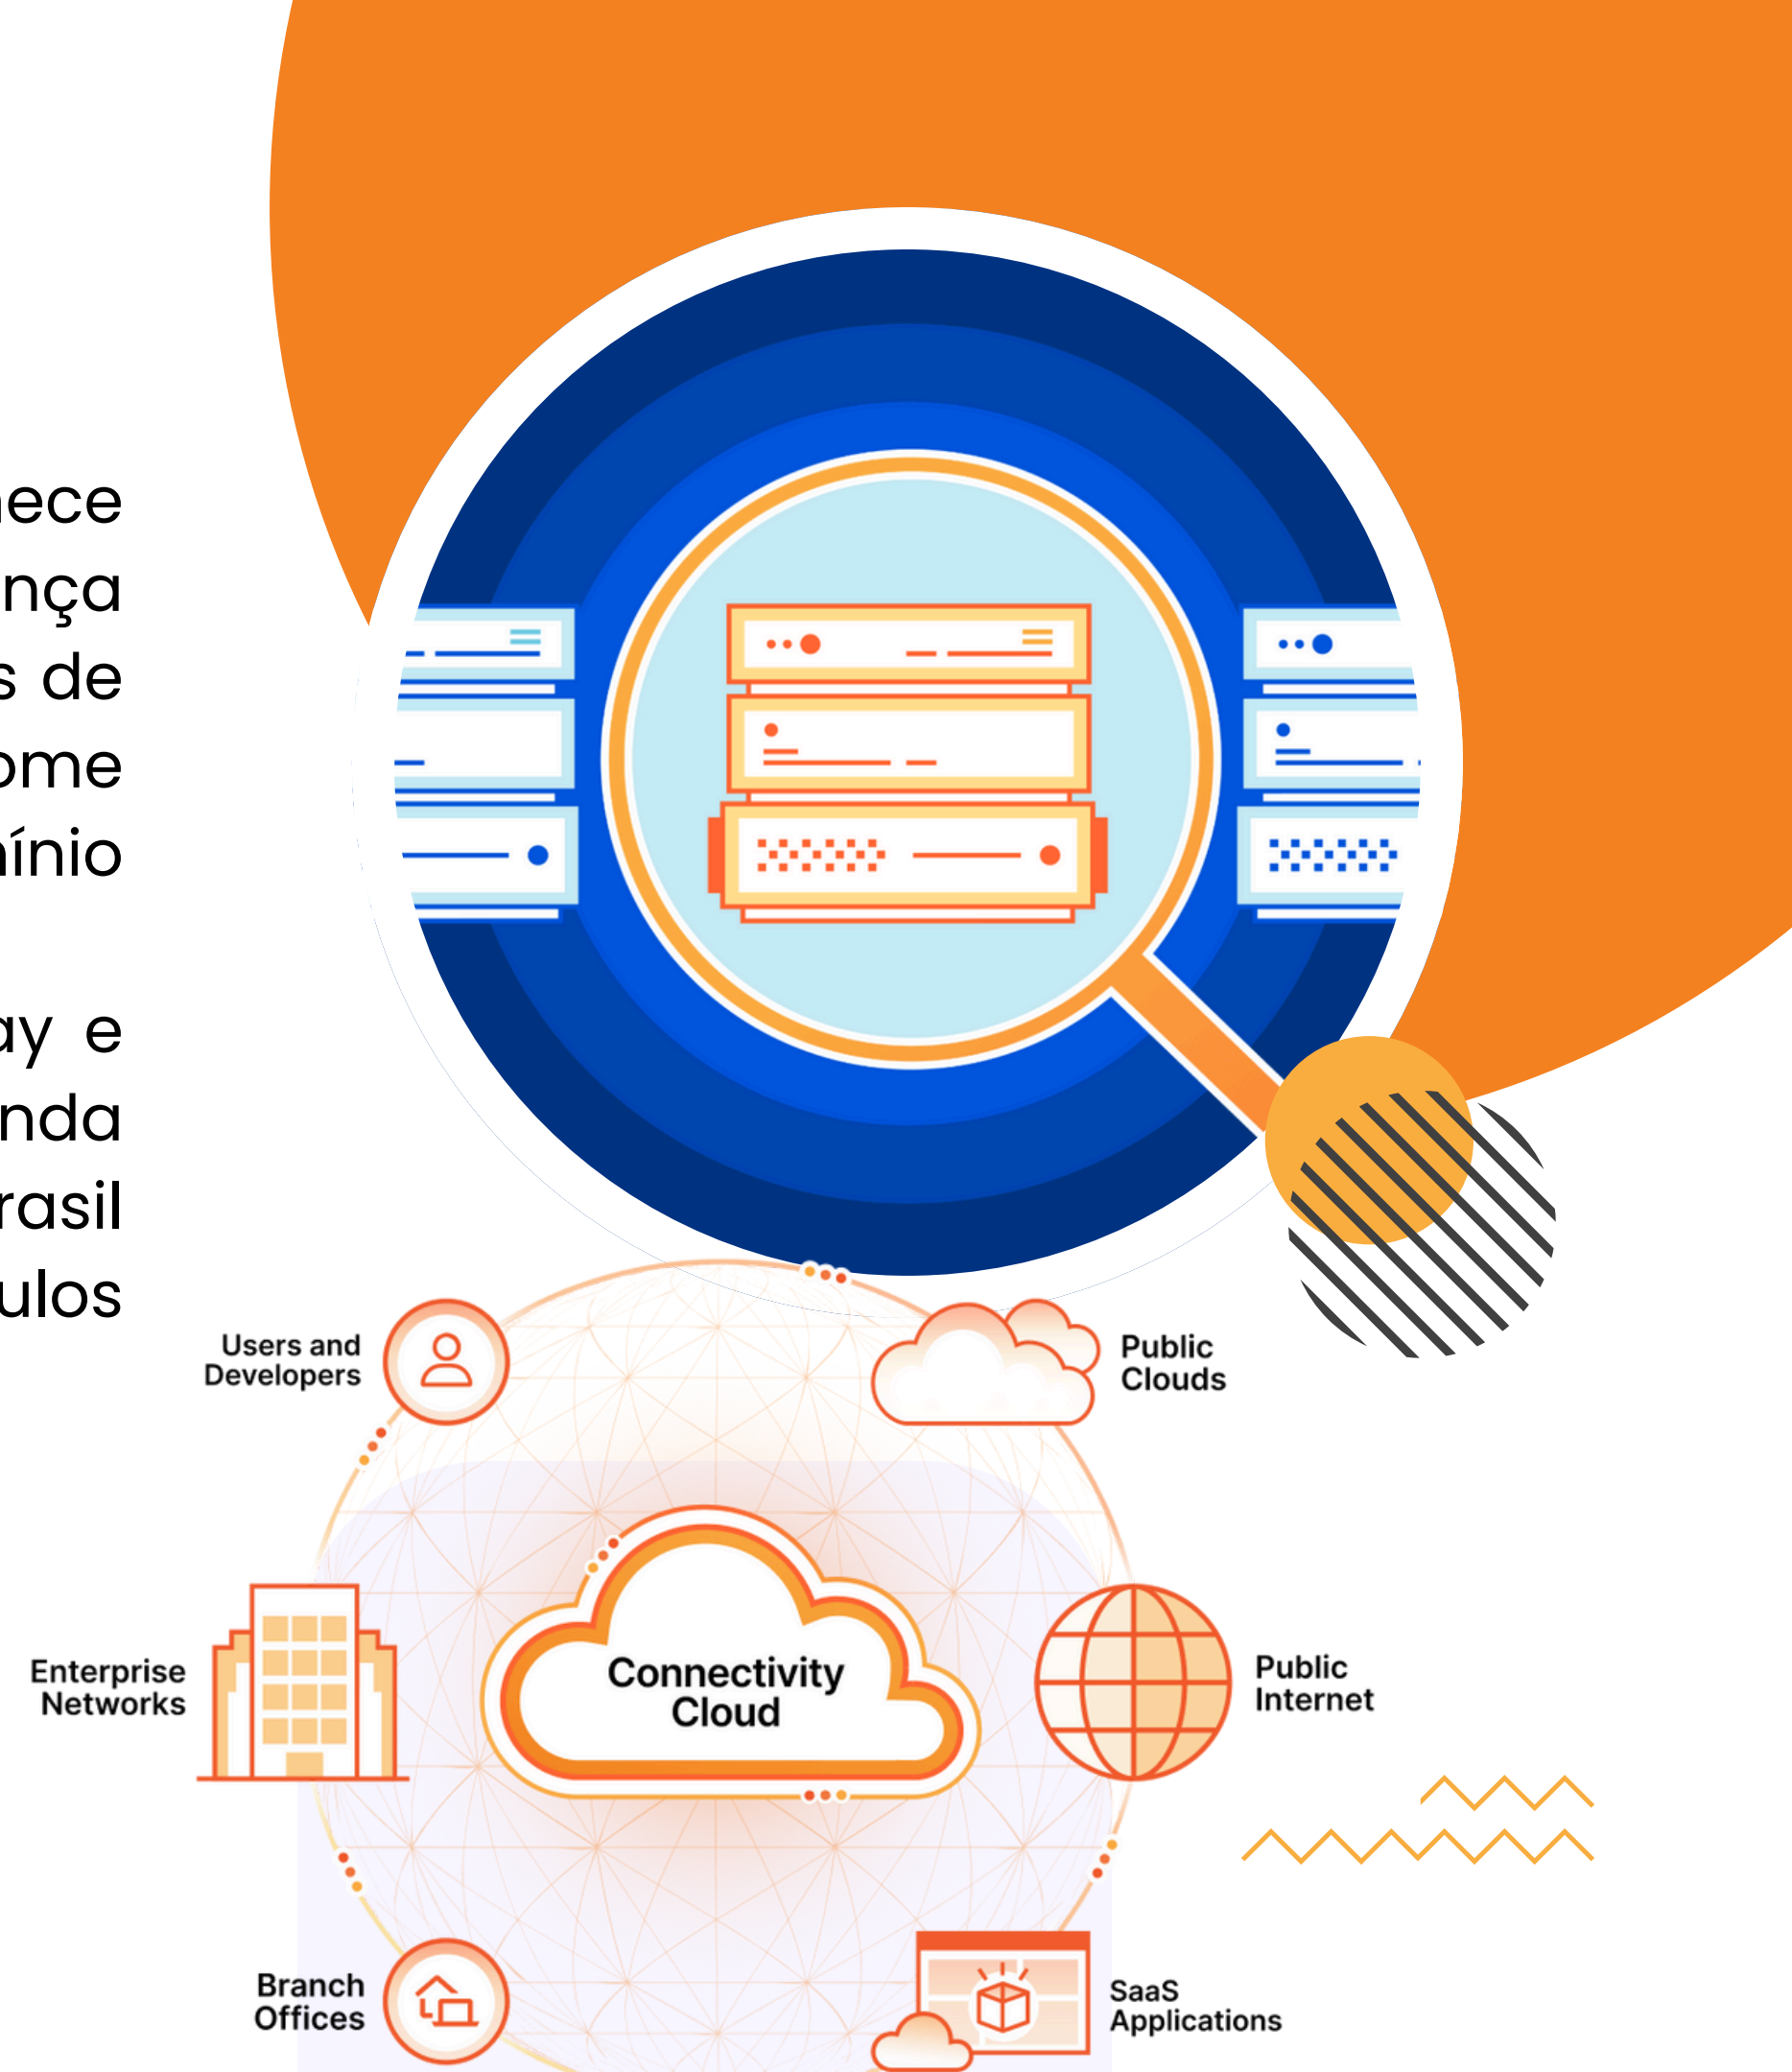 ece
nça
s de
ome
ínio
ay e
nda
rasil
ulos
Users and
Developers
Public
Clouds
Enterprise
Networks
Connectivity
Cloud
Public
Internet
Branch
Offices
SaaS
Applications